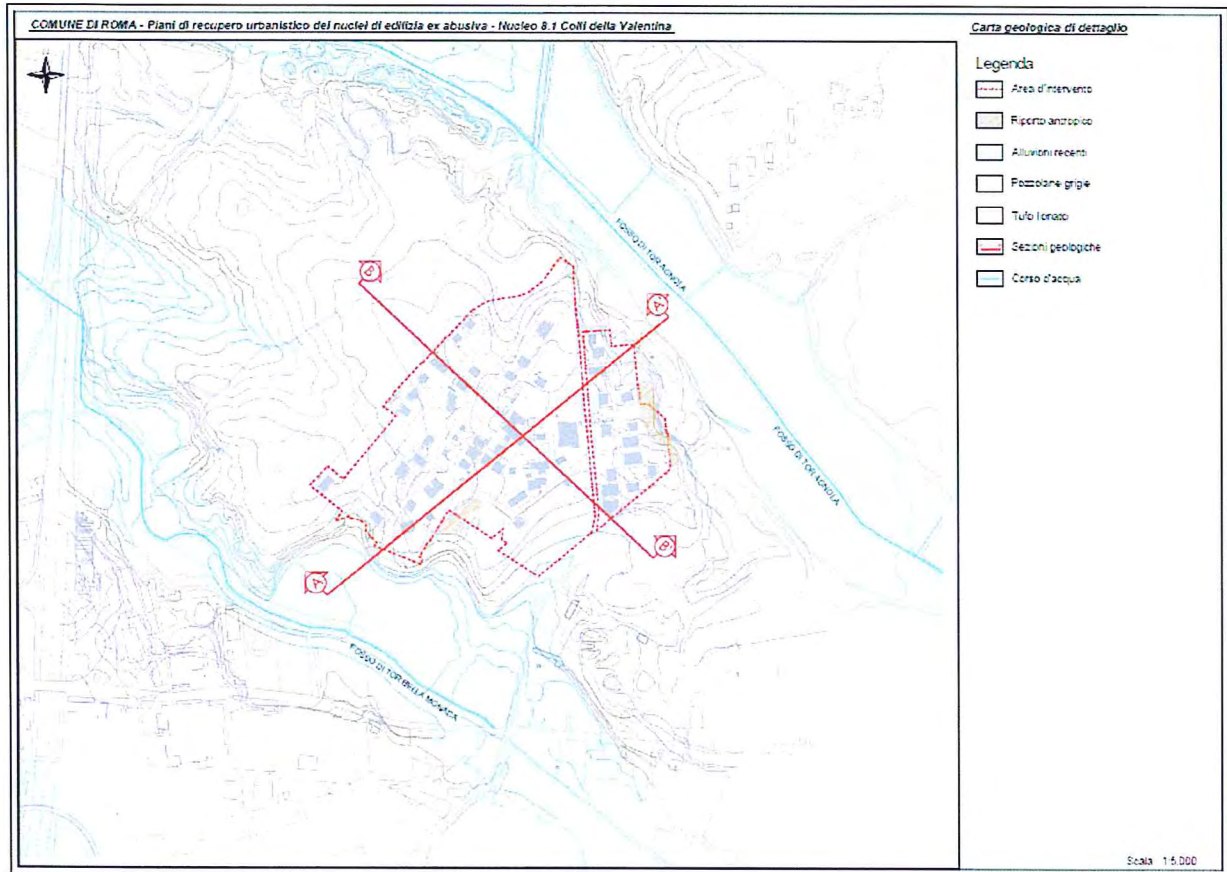 COMUNE DI ROMA - Piani di recupero urbanistico dei nuclei di edilizia ex abusiva - Nucleo 8.1 Colli della Valentina
Carta geologica di dettaglio
Legenda
Area d'intervento
Riporto antropico
Alluvioni recenti
Pozzolane grigie
Tufo lionato
Sezioni geologiche
Corso d'acqua
FOSSO DI TOR AGNOLA
B
A'
FOSSO DI TOR AGNOLA
B'
A
FOSSO DI TOR BELLA MONACA
Scala 1:5.000